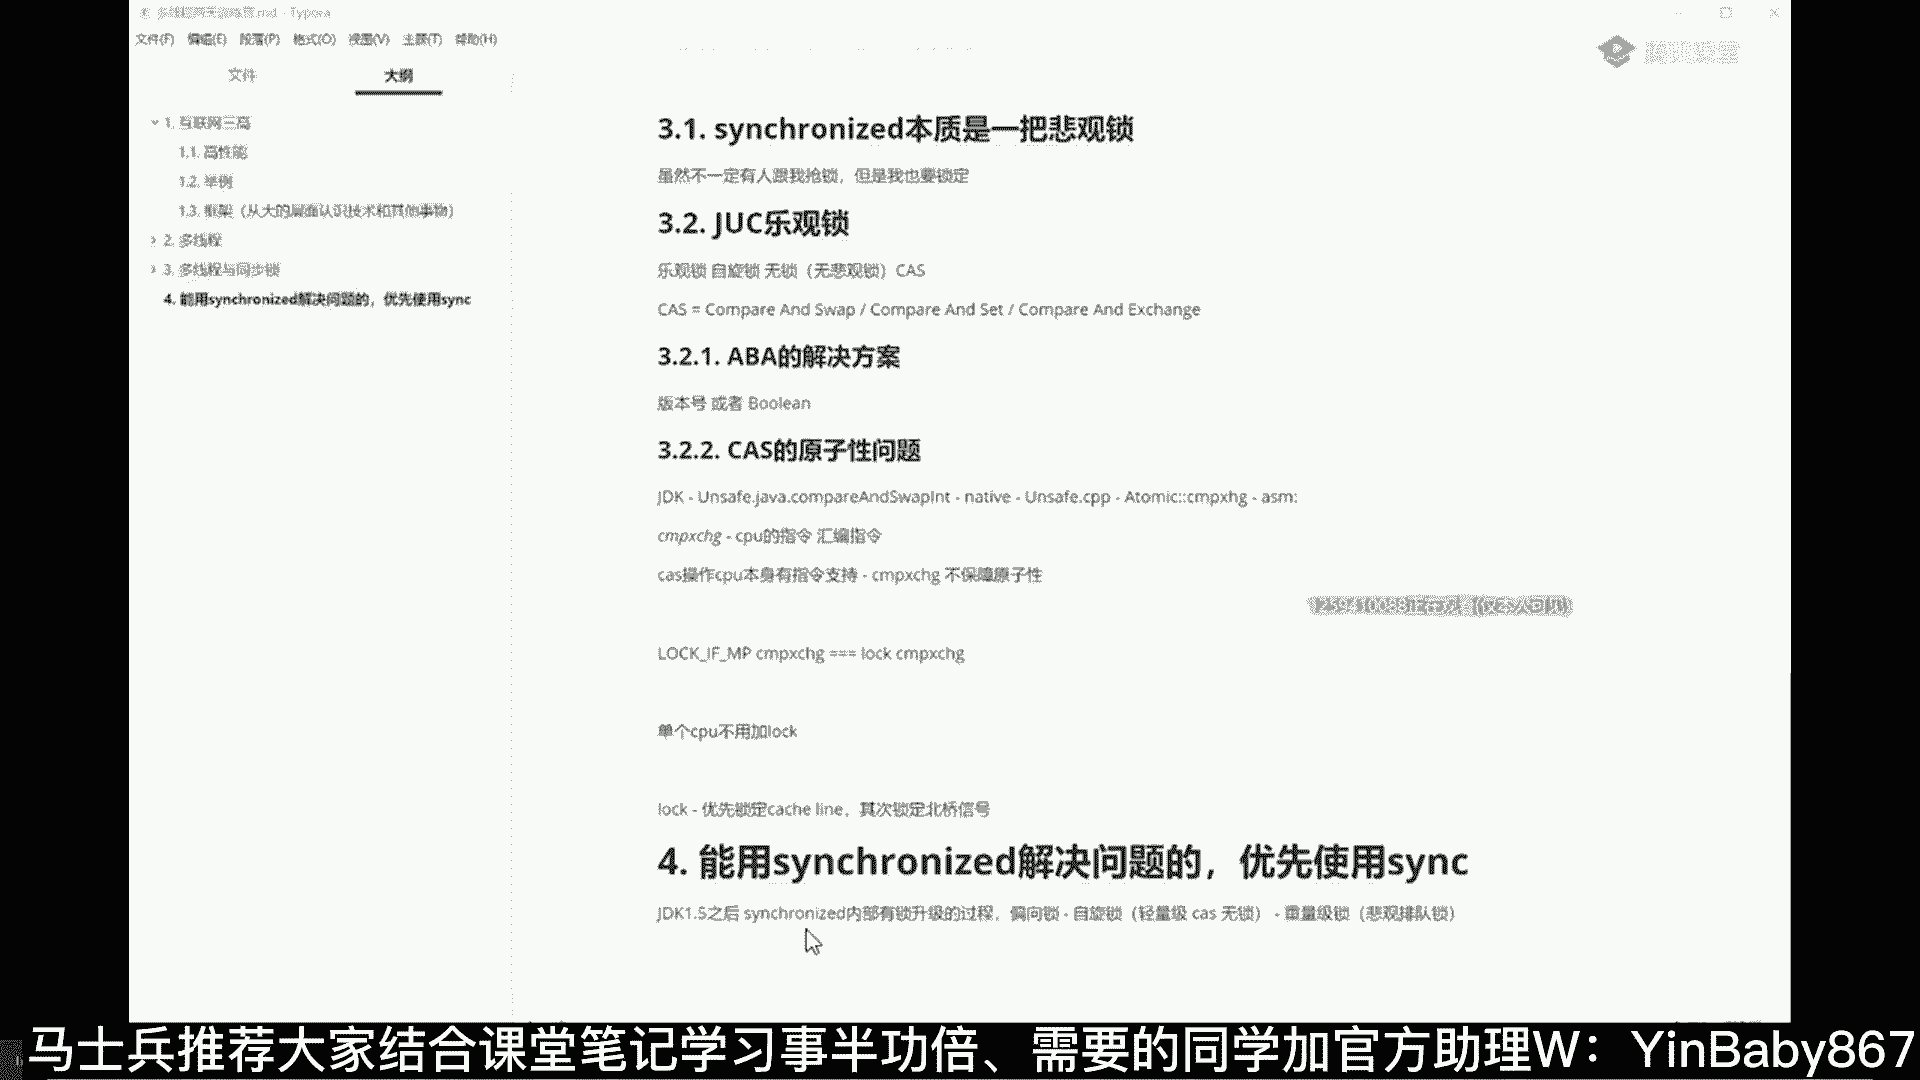 多线程两天训练营.md - Typora
文件(F) 编辑(E) 段落(P) 格式(O) 视图(V) 主题(T) 帮助(H)
文件 大纲
1. 互联网三高
1.1. 高性能
1.2. 举例
1.3. 框架（从大的层面认识技术和其他事物）
2. 多线程
3. 多线程与同步锁
4. 能用synchronized解决问题的，优先使用sync
腾讯课堂
3.1. synchronized本质是一把悲观锁
虽然不一定有人跟我抢锁，但是我也要锁定
3.2. JUC乐观锁
乐观锁 自旋锁 无锁（无悲观锁）CAS
CAS = Compare And Swap / Compare And Set / Compare And Exchange
3.2.1. ABA的解决方案
版本号 或者 Boolean
3.2.2. CAS的原子性问题
JDK - Unsafe.java.compareAndSwapInt - native - Unsafe.cpp - Atomic::cmpxhg - asm:
cmpxchg - cpu的指令 汇编指令
cas操作cpu本身有指令支持 - cmpxchg 不保障原子性
LOCK_IF_MP cmpxchg === lock cmpxchg
单个cpu不用加lock
lock - 优先锁定cache line，其次锁定北桥信号
4. 能用synchronized解决问题的，优先使用sync
JDK1.5之后 synchronized内部有锁升级的过程，偏向锁 - 自旋锁（轻量级 cas 无锁） - 重量级锁（悲观排队锁）
马士兵推荐大家结合课堂笔记学习事半功倍、需要的同学加官方助理W：YinBaby867